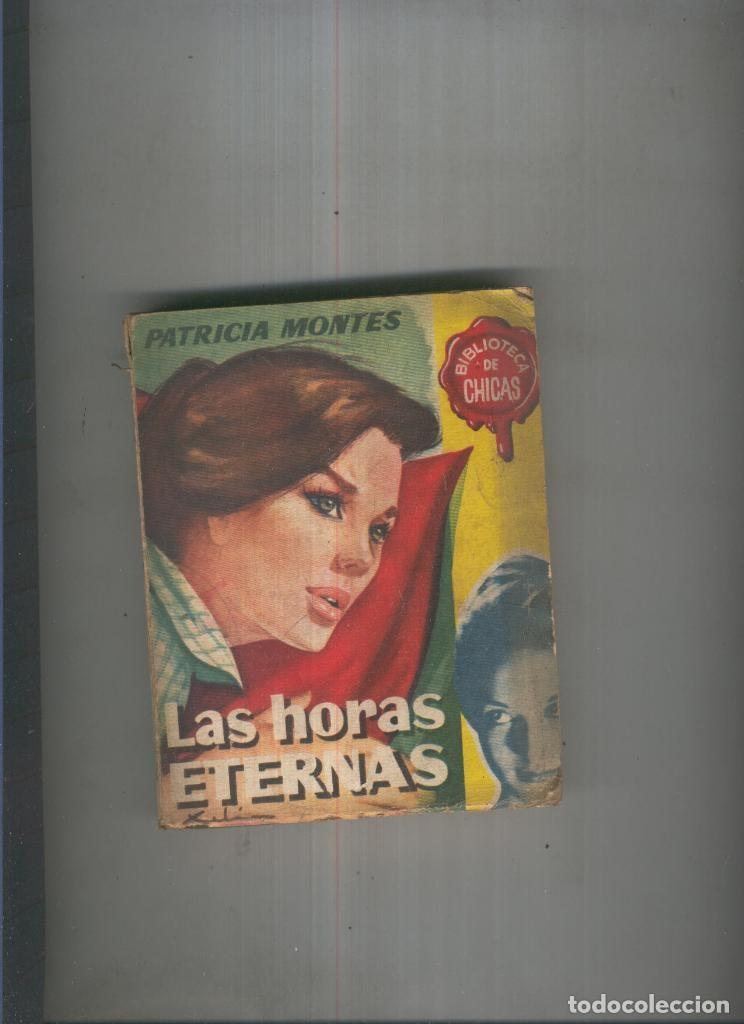 PATRICIA MONTES
BIBLIOTECA
DE
CHICAS
Las horas
ETERNAS
todocoleccion